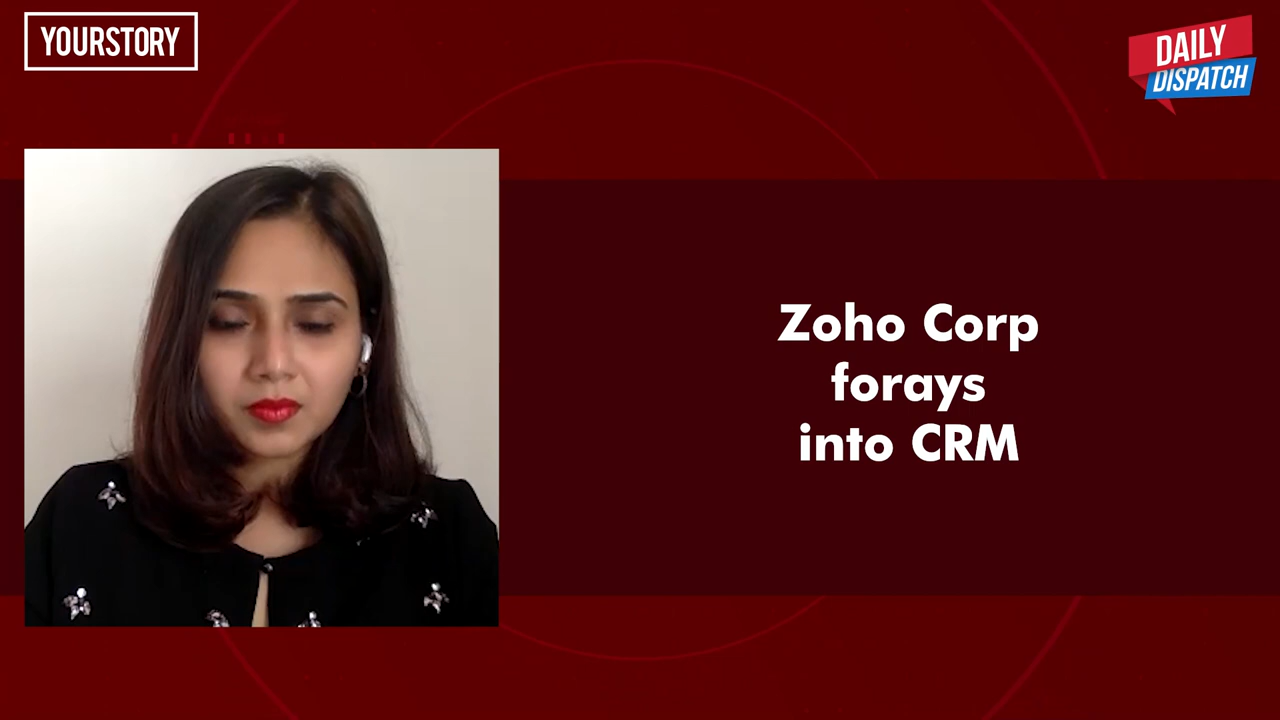 YOURSTORY
DAILY
DISPATCH
Zoho Corp
forays
into CRM